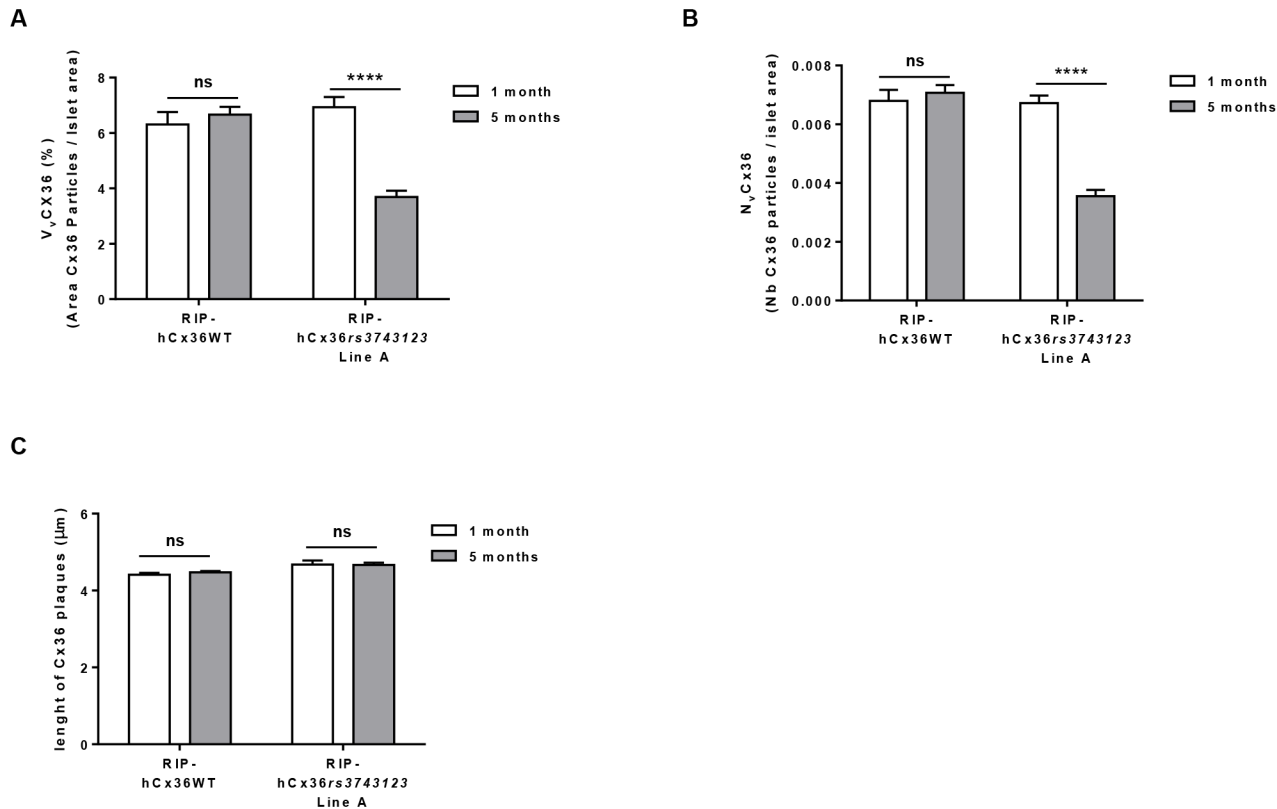 A
VvCX36 (%)
(Area Cx36 Particles / Islet area)
8
6
4
2
0
ns
****
1 month
5 months
RIP-
hCx36WT
RIP-
hCx36rs3743123
Line A
B
NvCx36
(Nb Cx36 particles / islet area)
0.008
0.006
0.004
0.002
0.000
ns
****
1 month
5 months
RIP-
hCx36WT
RIP-
hCx36rs3743123
Line A
C
lenght of Cx36 plaques (µm)
6
4
2
0
ns
ns
1 month
5 months
RIP-
hCx36WT
RIP-
hCx36rs3743123
Line A